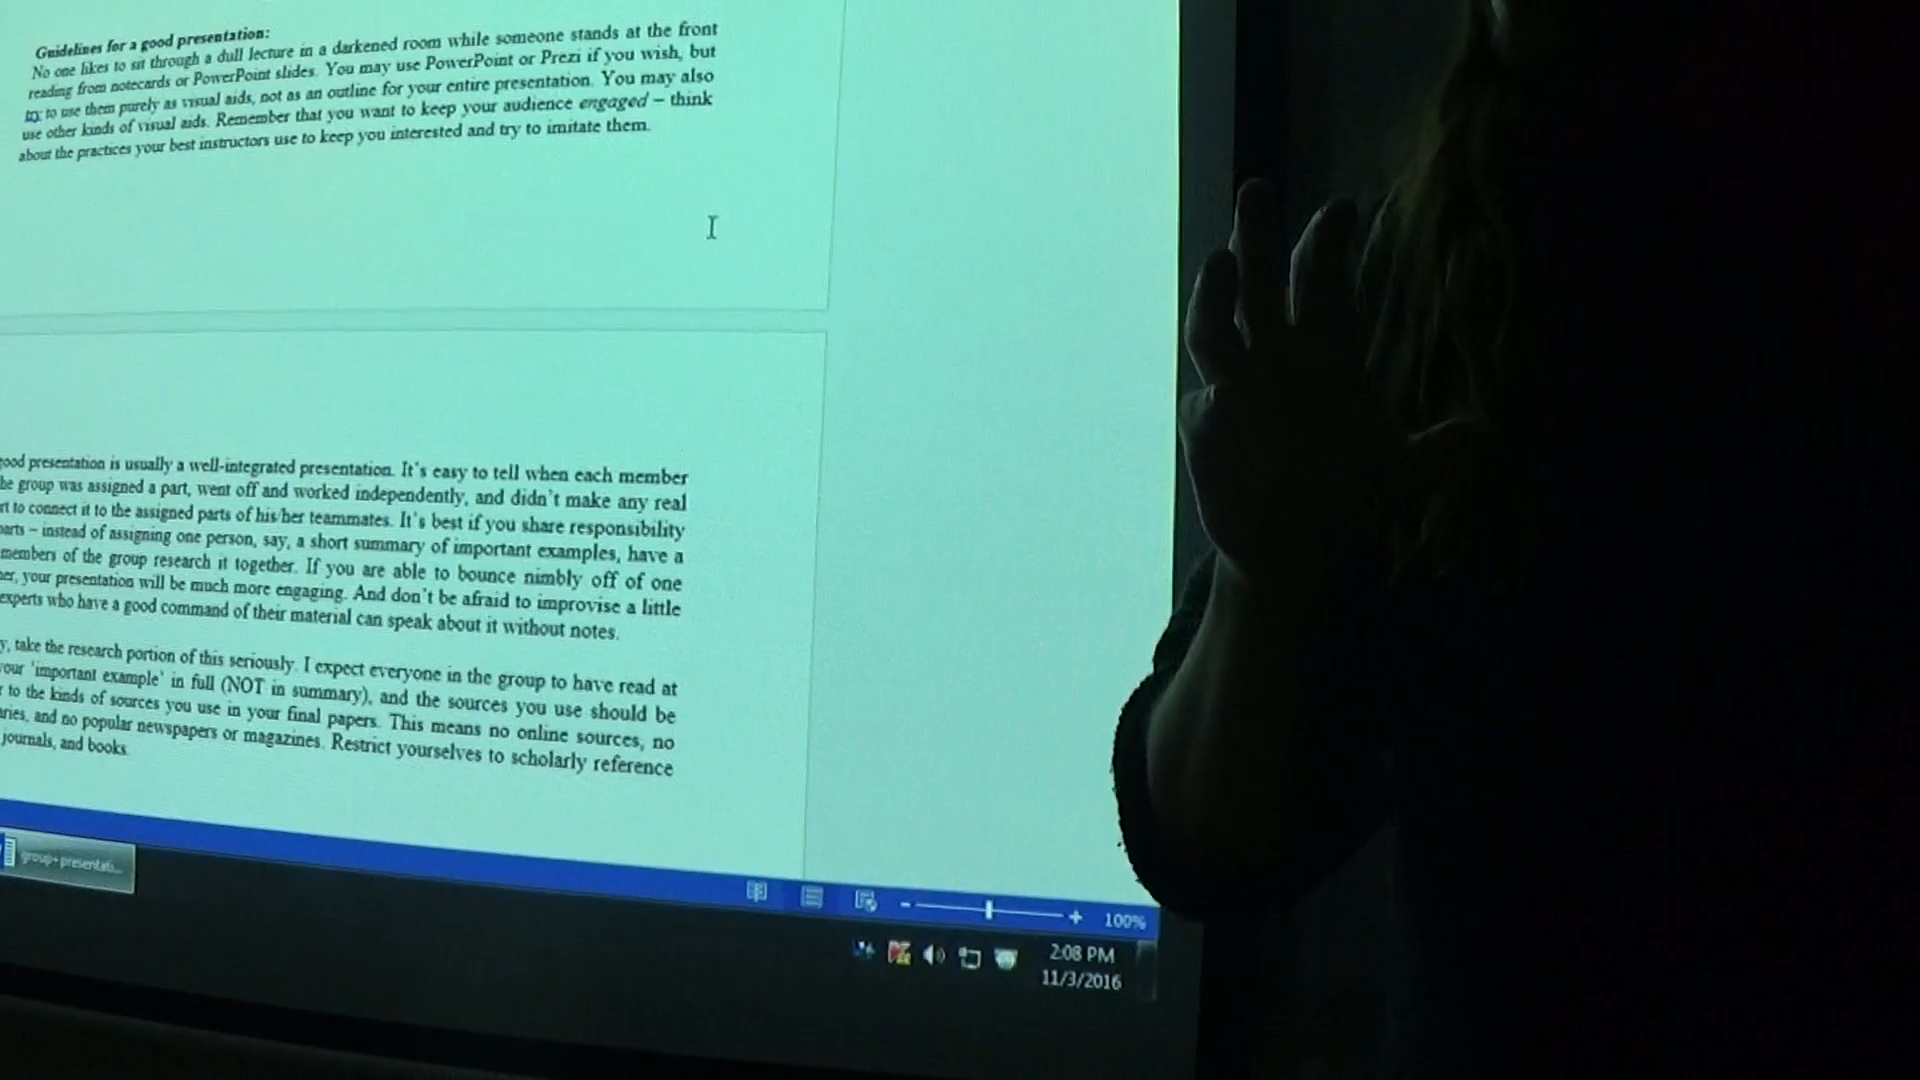 Guidelines for a good presentation:
No one likes to sit through a dull lecture in a darkened room while someone stands at the front
reading from notecards or PowerPoint slides. You may use PowerPoint or Prezi if you wish, but
try to use them purely as visual aids, not as an outline for your entire presentation. You may also
use other kinds of visual aids. Remember that you want to keep your audience engaged – think
about the practices your best instructors use to keep you interested and try to imitate them.
ood presentation is usually a well-integrated presentation. It's easy to tell when each member
he group was assigned a part, went off and worked independently, and didn't make any real
rt to connect it to the assigned parts of his/her teammates. It's best if you share responsibility
parts – instead of assigning one person, say, a short summary of important examples, have a
members of the group research it together. If you are able to bounce nimbly off of one
er, your presentation will be much more engaging. And don't be afraid to improvise a little
experts who have a good command of their material can speak about it without notes.
y, take the research portion of this seriously. I expect everyone in the group to have read at
our 'important example' in full (NOT in summary), and the sources you use should be
r to the kinds of sources you use in your final papers. This means no online sources, no
aries, and no popular newspapers or magazines. Restrict yourselves to scholarly reference
journals, and books.
group+presentati...
100%
2:08 PM
11/3/2016